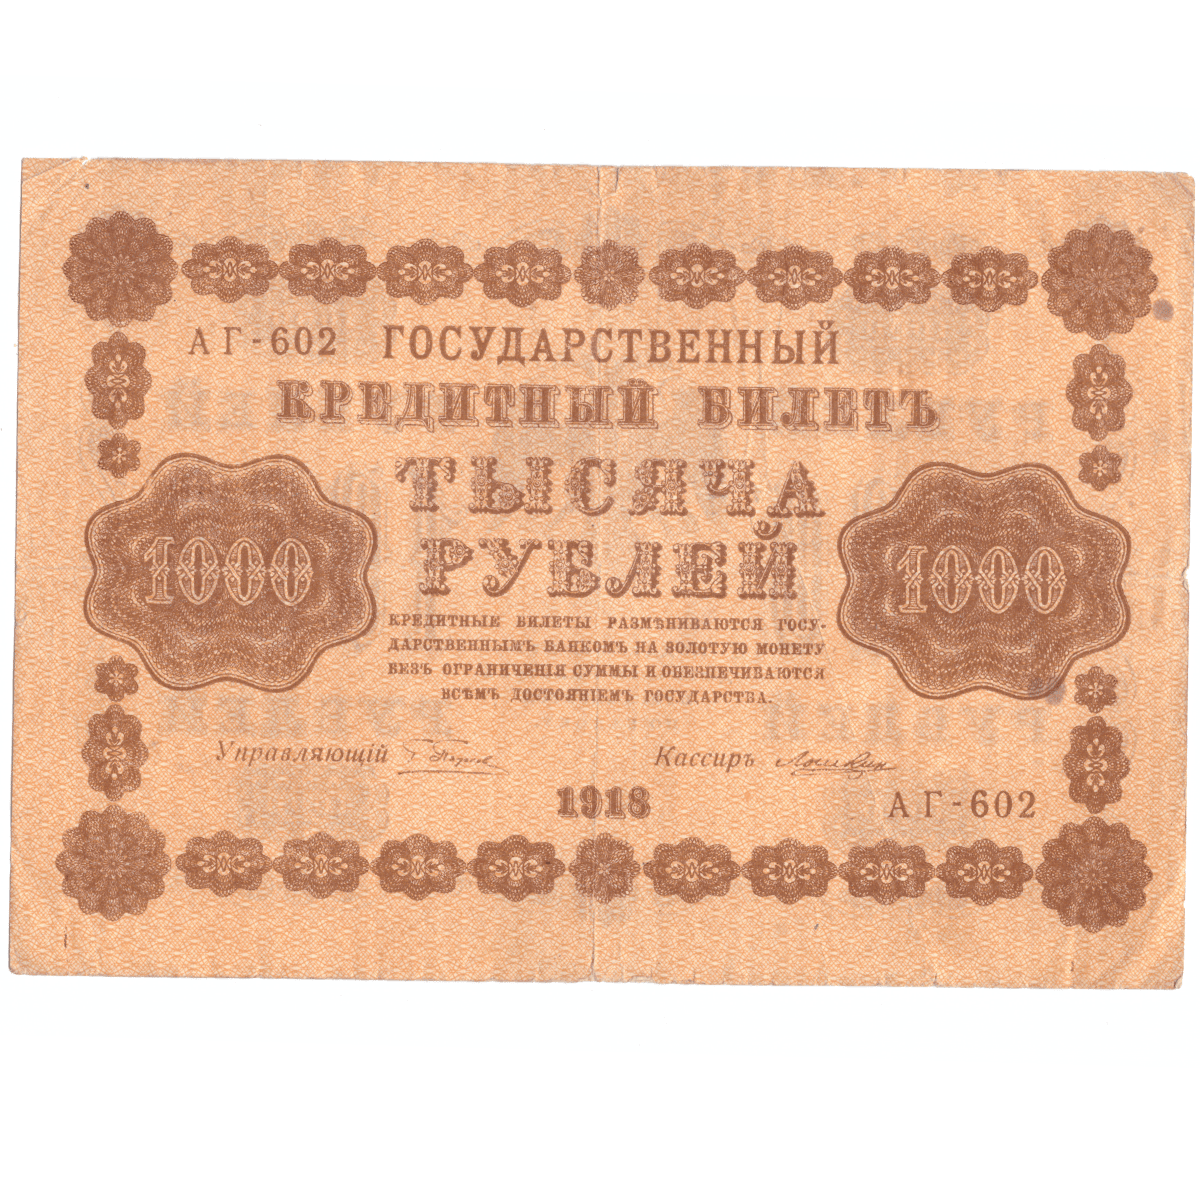 АГ-602 ГОСУДАРСТВЕННЫЙ
КРЕДИТНЫЙ БИЛЕТЪ
ТЫСЯЧА
РУБЛЕЙ
1000
1000
КРЕДИТНЫЕ БИЛЕТЫ РАЗМѢНИВАЮТСЯ ГОСУ-
ДАРСТВЕННЫМЪ БАНКОМЪ НА ЗОЛОТУЮ МОНЕТУ
БЕЗЪ ОГРАНИЧЕНІЯ СУММЫ И ОБЕЗПЕЧИВАЮТСЯ
ВСѢМЪ ДОСТОЯНІЕМЪ ГОСУДАРСТВА.
Управляющій
Кассиръ
1918
АГ-602